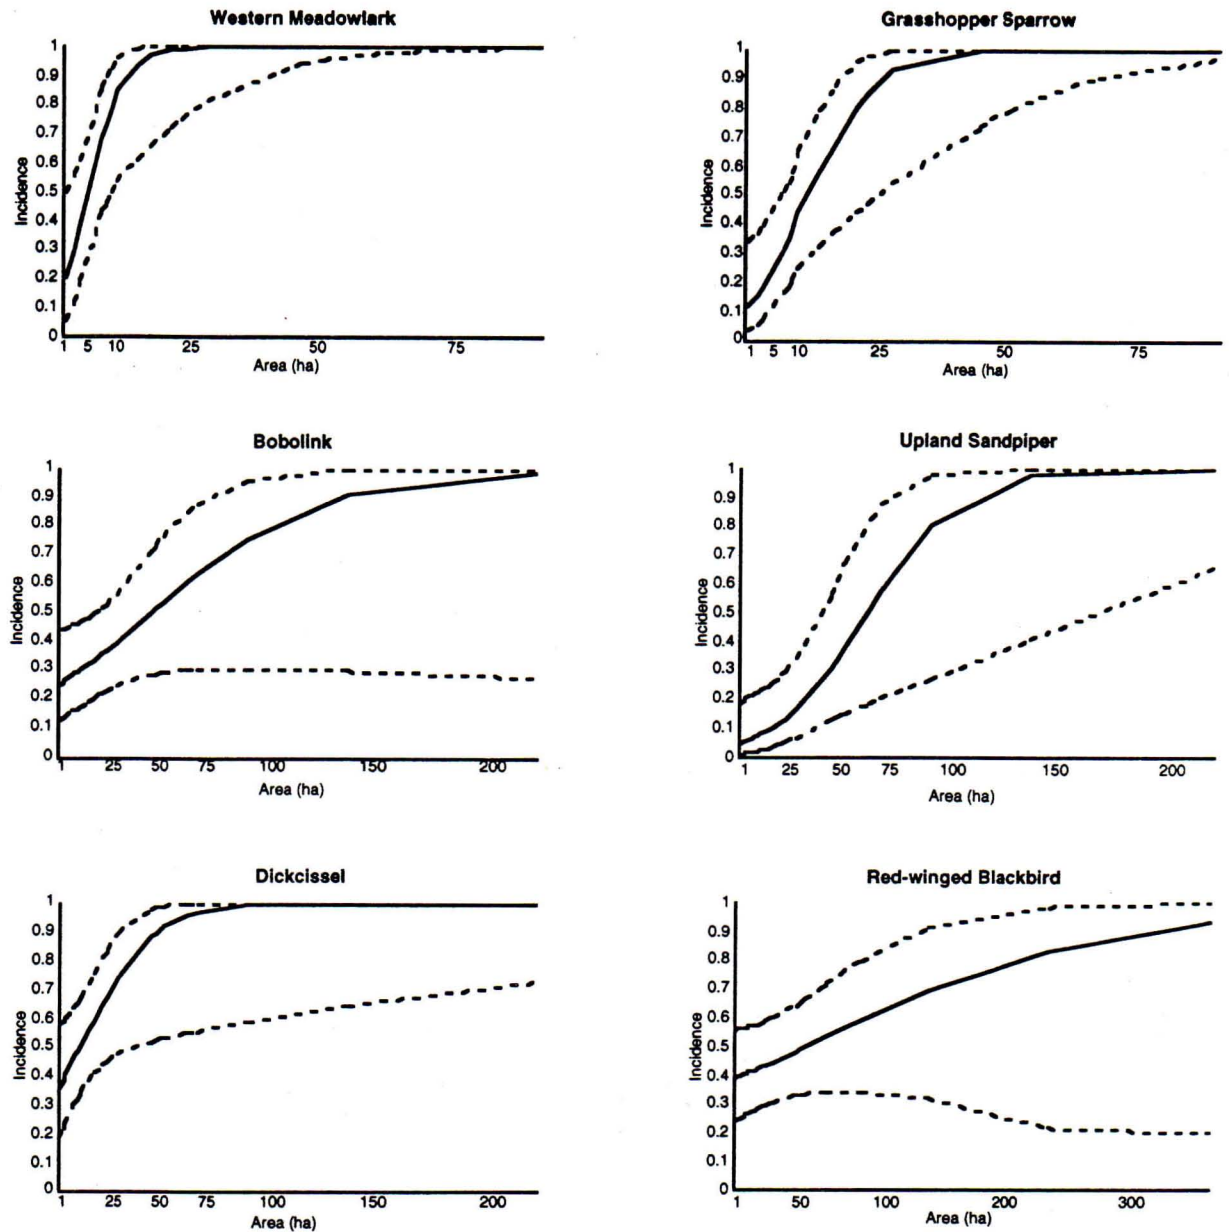 Western Meadowlark
1
0.9
0.8
0.7
0.6
0.5
0.4
0.3
0.2
0.1
0
Incidence
1 5 10 25 50 75
Area (ha)
Grasshopper Sparrow
1
0.9
0.8
0.7
0.6
0.5
0.4
0.3
0.2
0.1
0
Incidence
1 5 10 25 50 75
Area (ha)
Bobolink
1
0.9
0.8
0.7
0.6
0.5
0.4
0.3
0.2
0.1
0
Incidence
1 25 50 75 100 150 200
Area (ha)
Upland Sandpiper
1
0.9
0.8
0.7
0.6
0.5
0.4
0.3
0.2
0.1
0
Incidence
1 25 50 75 100 150 200
Area (ha)
Dickcissel
1
0.9
0.8
0.7
0.6
0.5
0.4
0.3
0.2
0.1
0
Incidence
1 25 50 75 100 150 200
Area (ha)
Red-winged Blackbird
1
0.9
0.8
0.7
0.6
0.5
0.4
0.3
0.2
0.1
0
Incidence
1 50 100 200 300
Area (ha)